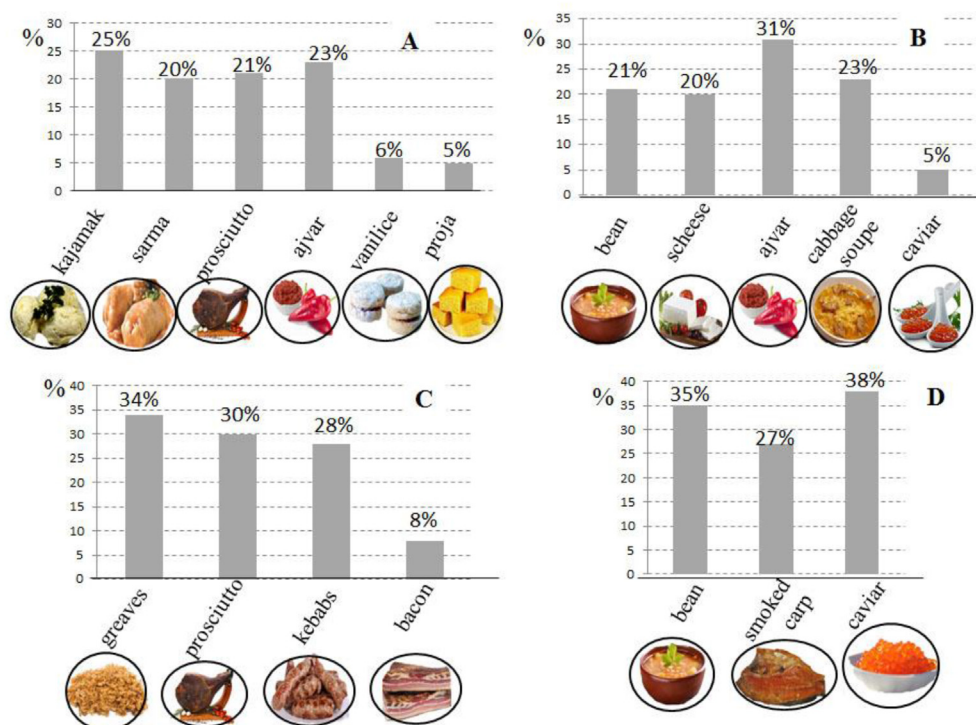 %
30
25
20
15
10
5
0
25%
20%
21%
23%
6%
5%
A
kajamak
sarma
prosciutto
ajvar
vanilice
proja
%
35
30
25
20
15
10
5
0
21%
20%
31%
23%
5%
B
bean
scheese
ajvar
cabbage
soupe
caviar
%
40
35
30
25
20
15
10
5
0
34%
30%
28%
8%
C
greaves
prosciutto
kebabs
bacon
%
40
35
30
25
20
15
10
5
0
35%
27%
38%
D
bean
smoked
carp
caviar